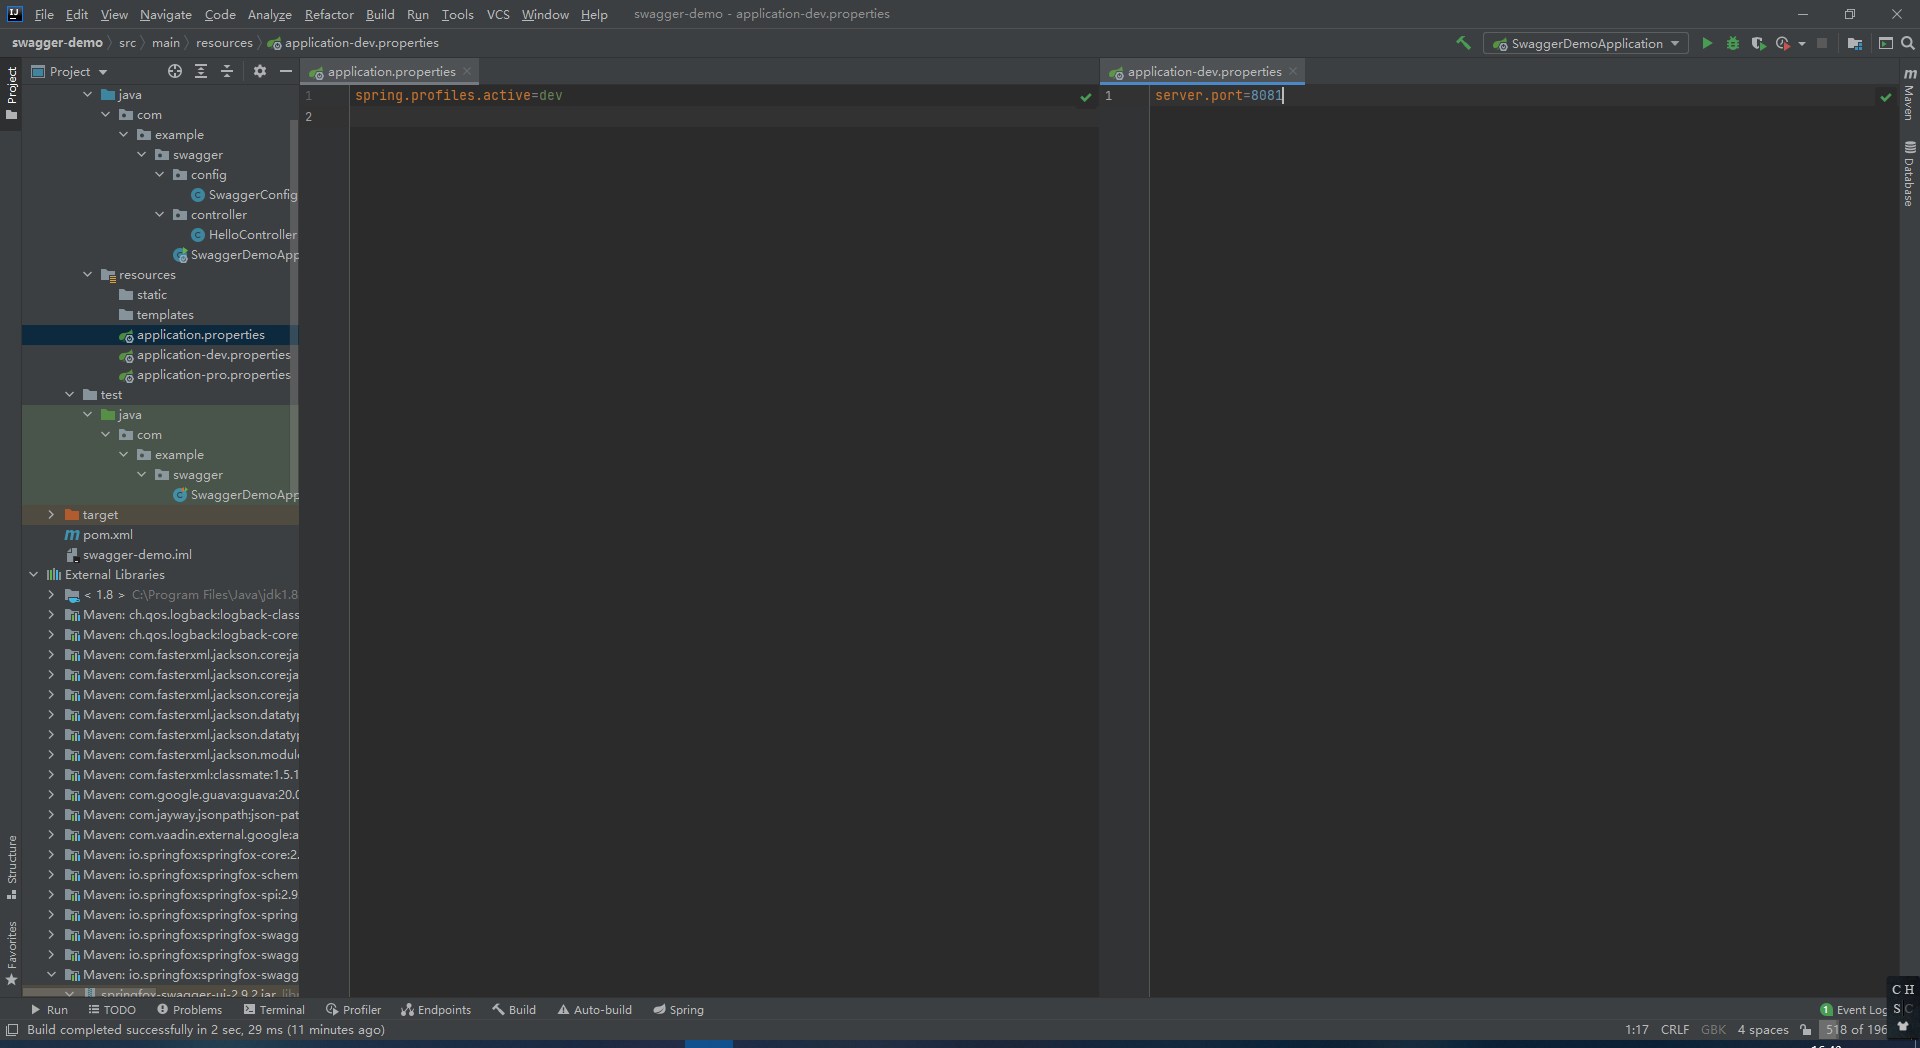 File Edit View Navigate Code Analyze Refactor Build Run Tools VCS Window Help swagger-demo - application-dev.properties
swagger-demo src main resources application-dev.properties SwaggerDemoApplication
Project
application.properties
application-dev.properties
Project
1 spring.profiles.active=dev
2
1 server.port=8081
java
com
example
swagger
config
SwaggerConfig
controller
HelloController
SwaggerDemoApp
resources
static
templates
application.properties
application-dev.properties
application-pro.properties
test
java
com
example
swagger
SwaggerDemoApp
target
pom.xml
swagger-demo.iml
External Libraries
< 1.8 > C:\Program Files\Java\jdk1.8
Maven: ch.qos.logback:logback-class
Maven: ch.qos.logback:logback-core
Maven: com.fasterxml.jackson.core:ja
Maven: com.fasterxml.jackson.core:ja
Maven: com.fasterxml.jackson.core:ja
Maven: com.fasterxml.jackson.datatyp
Maven: com.fasterxml.jackson.datatyp
Maven: com.fasterxml.jackson.module
Maven: com.fasterxml:classmate:1.5.1
Maven: com.google.guava:guava:20.0
Maven: com.jayway.jsonpath:json-pat
Maven: com.vaadin.external.google:a
Maven: io.springfox:springfox-core:2.
Maven: io.springfox:springfox-schem
Maven: io.springfox:springfox-spi:2.9
Maven: io.springfox:springfox-spring
Maven: io.springfox:springfox-swagg
Maven: io.springfox:springfox-swagg
Maven: io.springfox:springfox-swagg
springfox-swagger-ui-2.9.2.jar
Structure
Favorites
Maven
Database
Run TODO Problems Terminal Profiler Endpoints Build Auto-build Spring
1 Event Log
Build completed successfully in 2 sec, 29 ms (11 minutes ago)
1:17 CRLF GBK 4 spaces 518 of 196
C H
S C